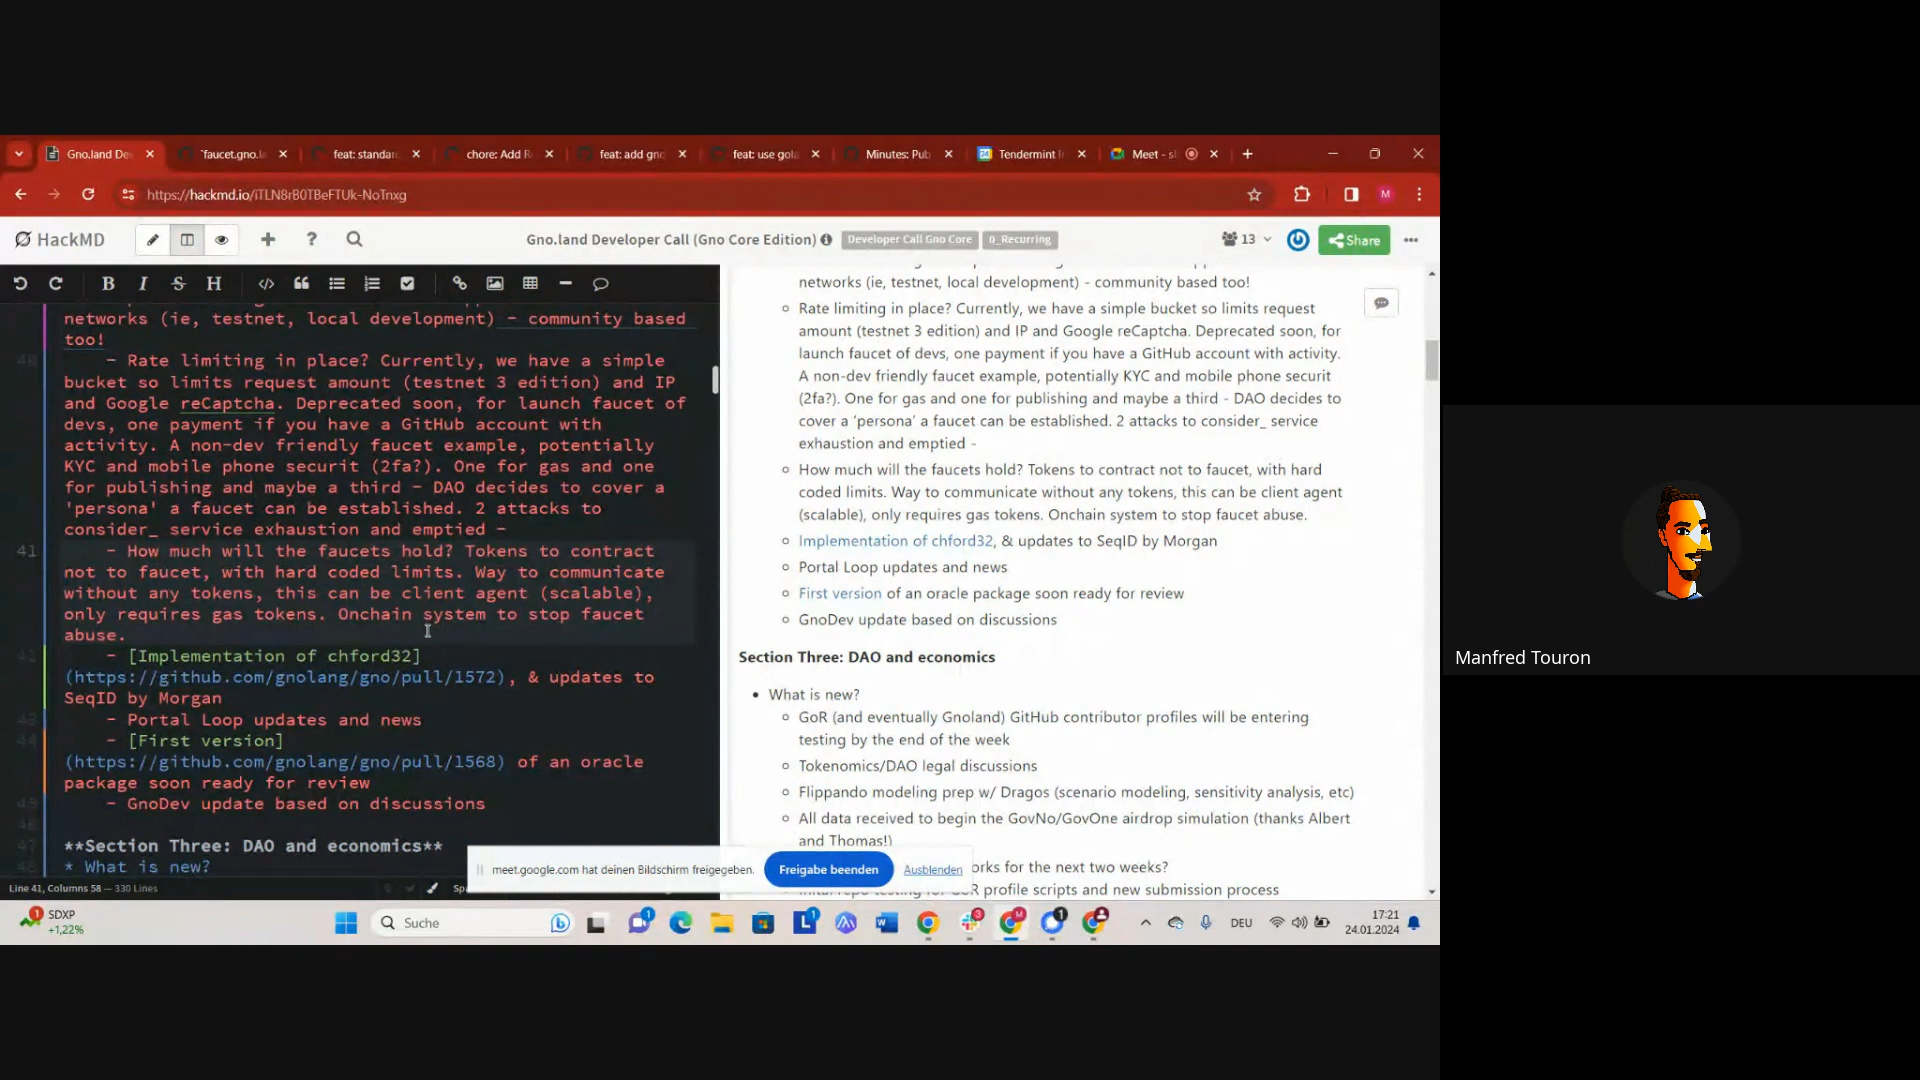 Gno.land De
`faucet.gno.la
feat: standar
chore: Add R
feat: add gno
feat: use gola
Minutes: Pub
Tendermint
Meet - s
https://hackmd.io/iTLN8rB0TBeFTUk-NoTnxg
M
HackMD
Gno.land Developer Call (Gno Core Edition)
Developer Call Gno Core
0_Recurring
13
Share
B I S H
networks (ie, testnet, local development) - community based
too!
40
- Rate limiting in place? Currently, we have a simple
bucket so limits request amount (testnet 3 edition) and IP
and Google reCaptcha. Deprecated soon, for launch faucet of
devs, one payment if you have a GitHub account with
activity. A non-dev friendly faucet example, potentially
KYC and mobile phone securit (2fa?). One for gas and one
for publishing and maybe a third - DAO decides to cover a
'persona' a faucet can be established. 2 attacks to
consider_ service exhaustion and emptied -
41
- How much will the faucets hold? Tokens to contract
not to faucet, with hard coded limits. Way to communicate
without any tokens, this can be client agent (scalable),
only requires gas tokens. Onchain system to stop faucet
abuse.
42
- [Implementation of chford32]
(https://github.com/gnolang/gno/pull/1572), & updates to
SeqID by Morgan
43
- Portal Loop updates and news
44
- [First version]
(https://github.com/gnolang/gno/pull/1568) of an oracle
package soon ready for review
45
- GnoDev update based on discussions
46
47
**Section Three: DAO and economics**
48
* What is new?
Line 41, Columns 58 — 330 Lines
networks (ie, testnet, local development) - community based too!
Rate limiting in place? Currently, we have a simple bucket so limits request
amount (testnet 3 edition) and IP and Google reCaptcha. Deprecated soon, for
launch faucet of devs, one payment if you have a GitHub account with activity.
A non-dev friendly faucet example, potentially KYC and mobile phone securit
(2fa?). One for gas and one for publishing and maybe a third - DAO decides to
cover a ‘persona’ a faucet can be established. 2 attacks to consider_ service
exhaustion and emptied -
How much will the faucets hold? Tokens to contract not to faucet, with hard
coded limits. Way to communicate without any tokens, this can be client agent
(scalable), only requires gas tokens. Onchain system to stop faucet abuse.
Implementation of chford32, & updates to SeqID by Morgan
Portal Loop updates and news
First version of an oracle package soon ready for review
GnoDev update based on discussions
Section Three: DAO and economics
What is new?
GoR (and eventually Gnoland) GitHub contributor profiles will be entering
testing by the end of the week
Tokenomics/DAO legal discussions
Flippando modeling prep w/ Dragos (scenario modeling, sensitivity analysis, etc)
All data received to begin the GovNo/GovOne airdrop simulation (thanks Albert
and Thomas!)
for the next two weeks?
profile scripts and new submission process
meet.google.com hat deinen Bildschirm freigegeben.
Freigabe beenden
Ausblenden
1
SDXP
+1,22%
Suche
DEU
17:21
24.01.2024
Manfred Touron